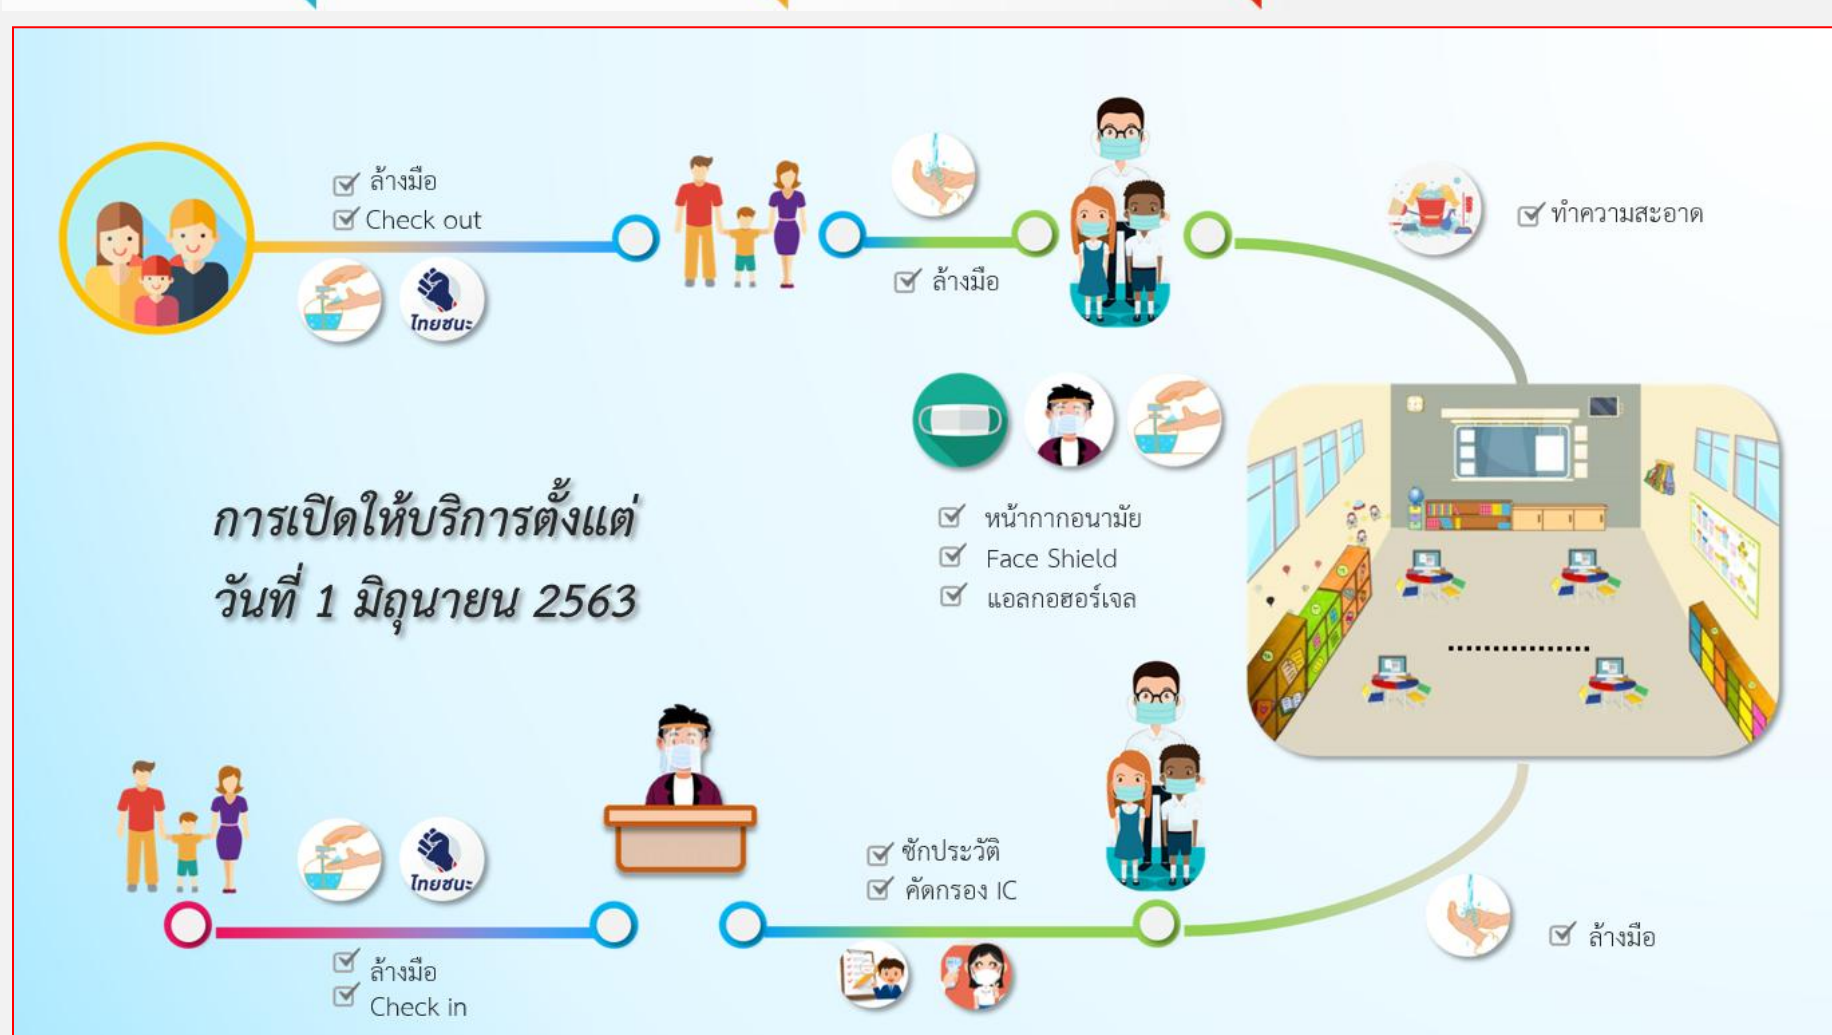 ล้างมือ
Check out
ไทยชนะ
ล้างมือ
ทำความสะอาด
หน้ากากอนามัย
Face Shield
แอลกอฮอร์เจล
การเปิดให้บริการตั้งแต่
วันที่ 1 มิถุนายน 2563
ไทยชนะ
ล้างมือ
Check in
ซักประวัติ
คัดกรอง IC
ล้างมือ